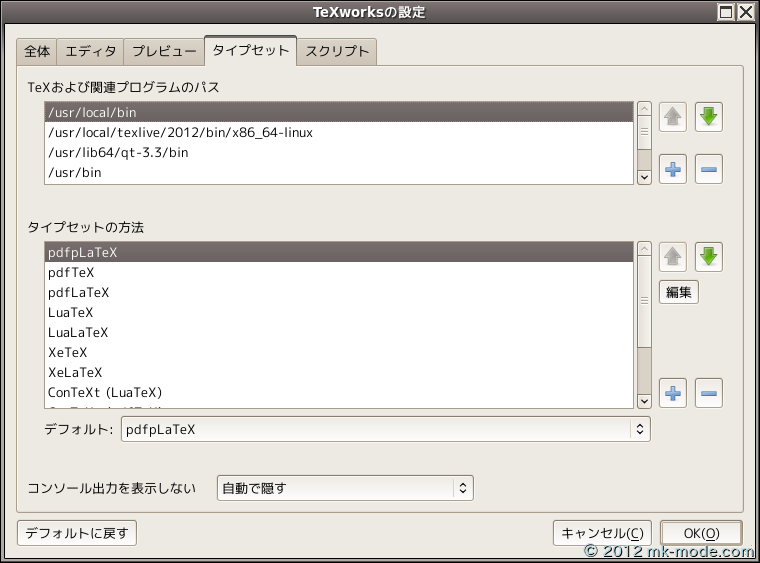 TeXworksの設定
全体 エディタ プレビュー タイプセット スクリプト
TeXおよび関連プログラムのパス
/usr/local/bin
/usr/local/texlive/2012/bin/x86_64-linux
/usr/lib64/qt-3.3/bin
/usr/bin
タイプセットの方法
pdfpLaTeX
pdfTeX
pdfLaTeX
編集
LuaTeX
LuaLaTeX
XeTeX
XeLaTeX
ConTeXt (LuaTeX)
デフォルト: pdfpLaTeX
コンソール出力を表示しない 自動で隠す
デフォルトに戻す キャンセル(C) OK(O)
© 2012 mk-mode.com